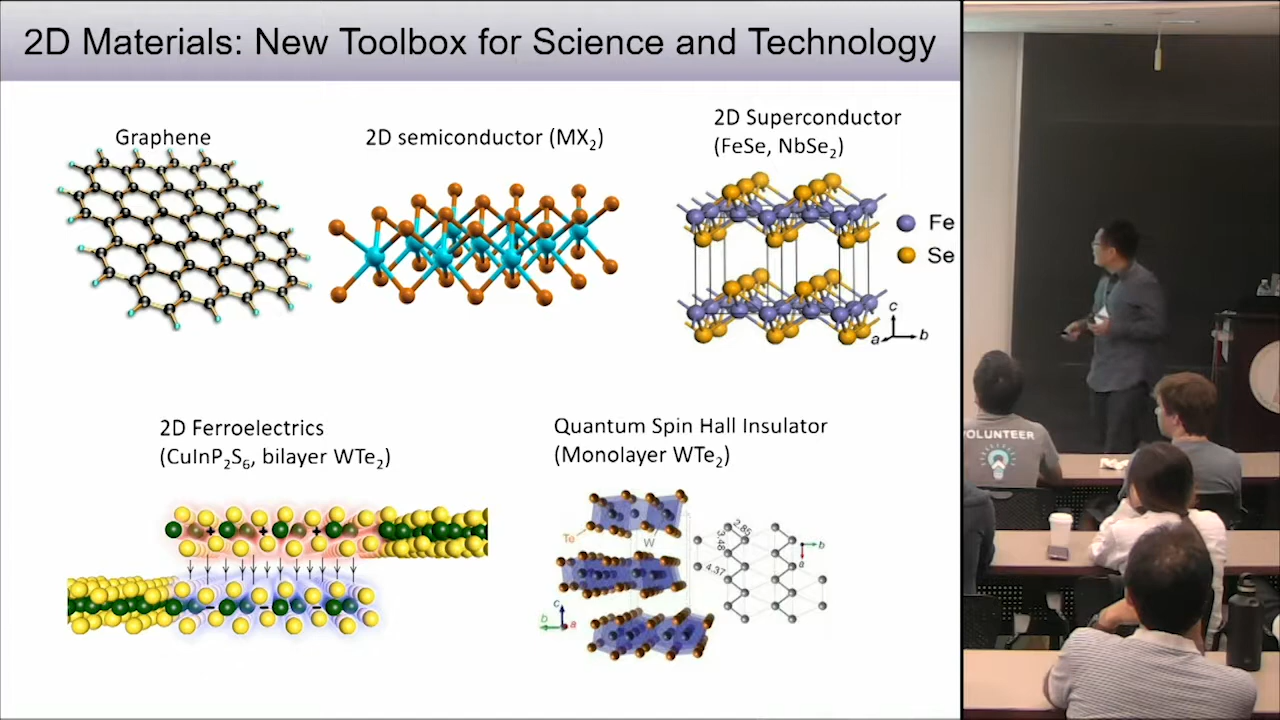 2D Materials: New Toolbox for Science and Technology
Graphene
2D semiconductor (MX₂)
2D Superconductor
(FeSe, NbSe₂)
Fe
Se
c
a
b
2D Ferroelectrics
(CuInP₂S₆, bilayer WTe₂)
+ + + +
- - - -
Quantum Spin Hall Insulator
(Monolayer WTe₂)
Te
W
2.85
3.48
4.37
b
a
c
b
a
VOLUNTEER